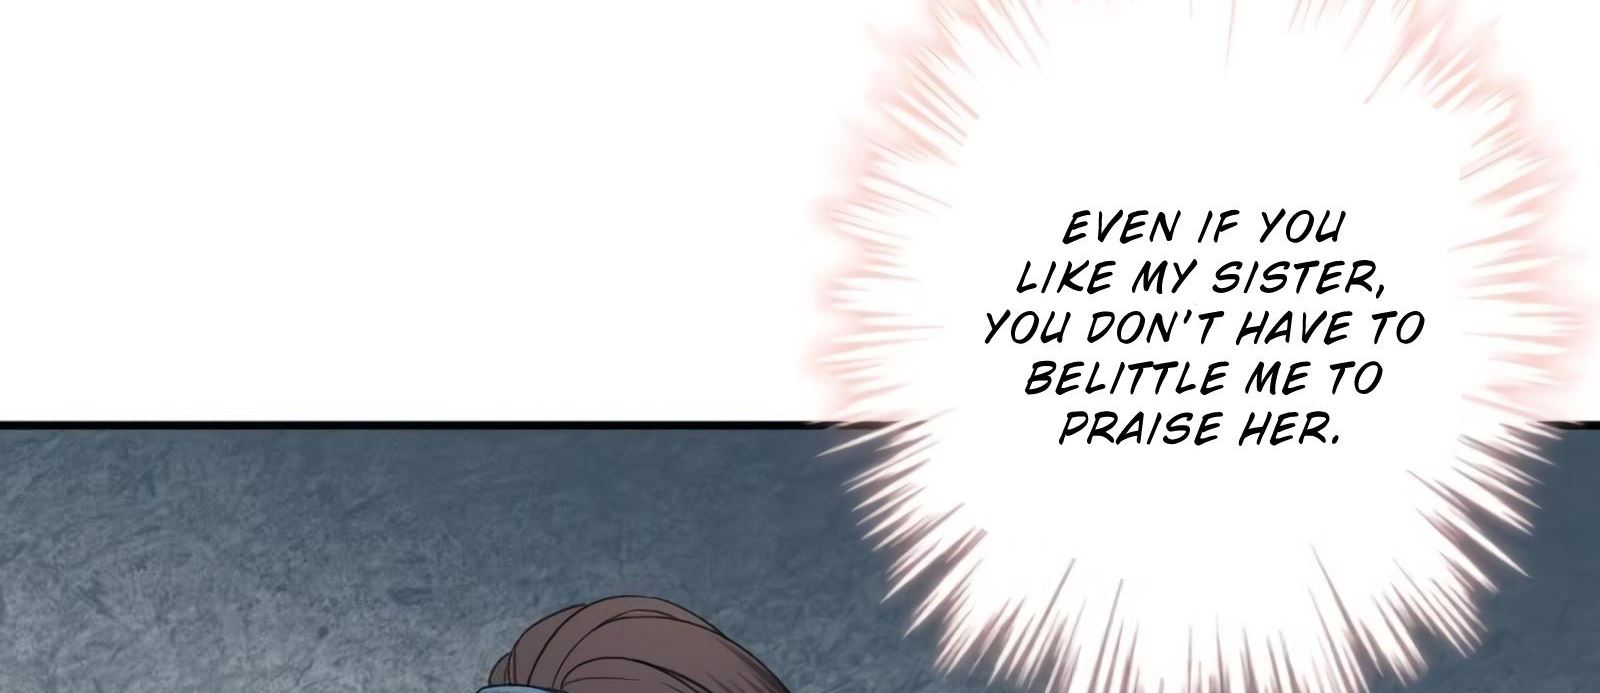 EVEN IF YOU
LIKE MY SISTER,
YOU DON'T HAVE TO
BELITTLE ME TO
PRAISE HER.